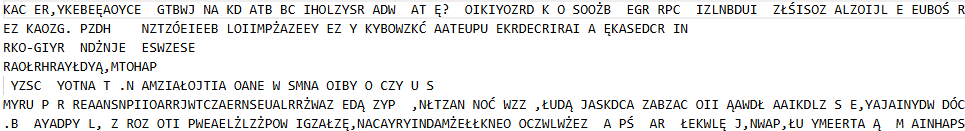 KAC ER,YKEBEĘAOYCE  GTBWJ NA KD ATB BC IHOLZYSR ADW  AT Ę?  OIKIYOZRD K O SOOŻB  EGR RPC  IZLNBDUI  ZŁŚISOZ ALZOIJL E EUBOŚ R
EZ KAOZG. PZDH    NZTZÓEIEEB LOIIMPŻAZEEY EZ Y KYBOWZKĆ AATEUPU EKRDECRIRAI A ĘKASEDCR IN
RKO-GIYR  NDŻNJE  ESWZESE
RAOŁRHRAYŁDYĄ,MTOHAP
 YZSC  YOTNA T .N AMZIAŁOJTIA OANE W SMNA OIBY O CZY U S
MYRU P R REAANSNPIIOARRJWTCZAERNSEUALRRŻWAZ EDĄ ZYP  ,NŁTZAN NOĆ WZZ ,ŁUDĄ JASKDCA ZABZAC OII ĄAWDŁ AAIKDLZ S E,YAJAINYDW DÓC
.B  AYADPY L, Z ROZ OTI PWEAELŻLZŻPOW IGZAŁZĘ,NACAYRYINDAMŻEŁŁKNEO OCZWLWŻEZ  A PŚ  AR  ŁEKWLĘ J,NWAP,ŁU YMEERTA Ą  M AINHAPS